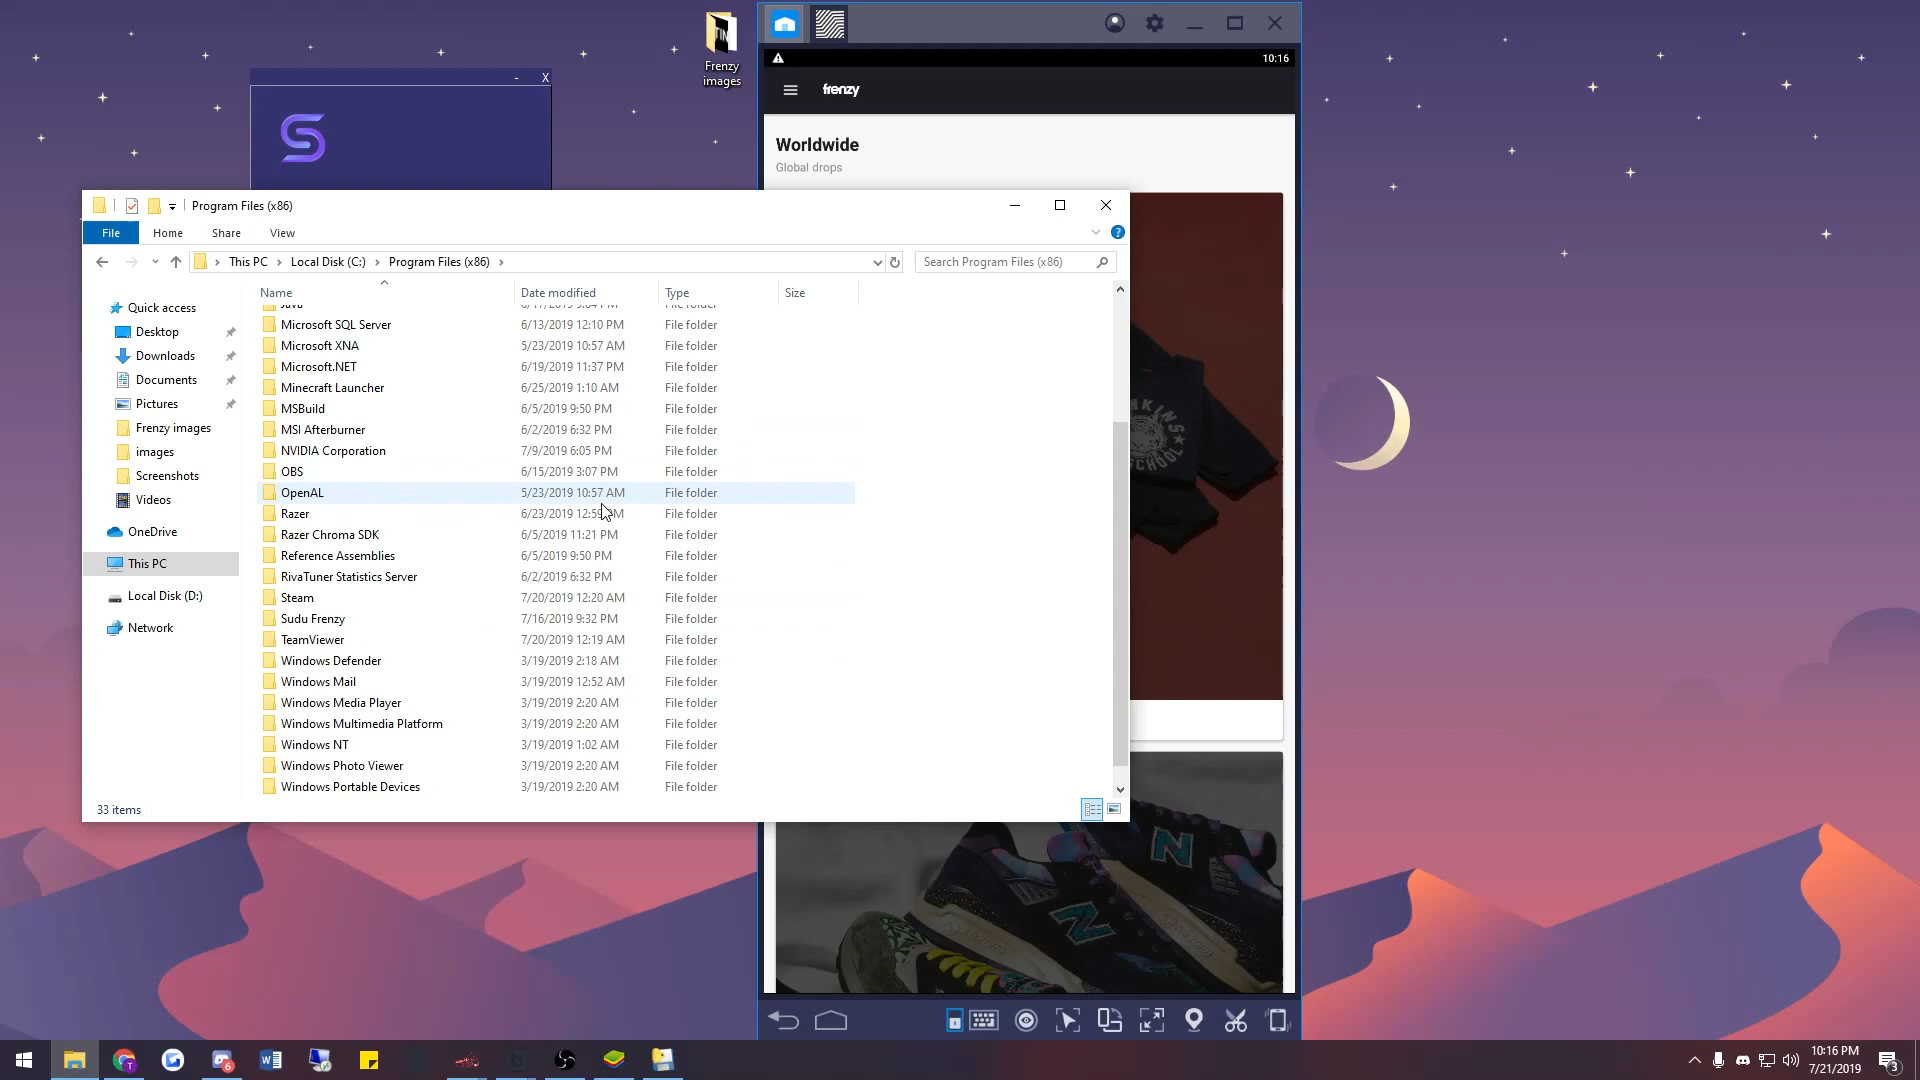 Frenzy
images
10:16
frenzy
Worldwide
Global drops
- X
Program Files (x86)
File Home Share View
This PC > Local Disk (C:) > Program Files (x86) >
Search Program Files (x86)
Name Date modified Type Size
Java 6/17/2019 9:04 PM File folder
Microsoft SQL Server 6/13/2019 12:10 PM File folder
Microsoft XNA 5/23/2019 10:57 AM File folder
Microsoft.NET 6/19/2019 11:37 PM File folder
Minecraft Launcher 6/25/2019 1:10 AM File folder
MSBuild 6/5/2019 9:50 PM File folder
MSI Afterburner 6/2/2019 6:32 PM File folder
NVIDIA Corporation 7/9/2019 6:05 PM File folder
OBS 6/15/2019 3:07 PM File folder
OpenAL 5/23/2019 10:57 AM File folder
Razer 6/23/2019 12:59 File folder
Razer Chroma SDK 6/5/2019 11:21 PM File folder
Reference Assemblies 6/5/2019 9:50 PM File folder
RivaTuner Statistics Server 6/2/2019 6:32 PM File folder
Steam 7/20/2019 12:20 AM File folder
Sudu Frenzy 7/16/2019 9:32 PM File folder
TeamViewer 7/20/2019 12:19 AM File folder
Windows Defender 3/19/2019 2:18 AM File folder
Windows Mail 3/19/2019 12:52 AM File folder
Windows Media Player 3/19/2019 2:20 AM File folder
Windows Multimedia Platform 3/19/2019 2:20 AM File folder
Windows NT 3/19/2019 1:02 AM File folder
Windows Photo Viewer 3/19/2019 2:20 AM File folder
Windows Portable Devices 3/19/2019 2:20 AM File folder
Quick access
Desktop
Downloads
Documents
Pictures
Frenzy images
images
Screenshots
Videos
OneDrive
This PC
Local Disk (D:)
Network
33 items
SCHOOL
N
N
6
10:16 PM
7/21/2019
3